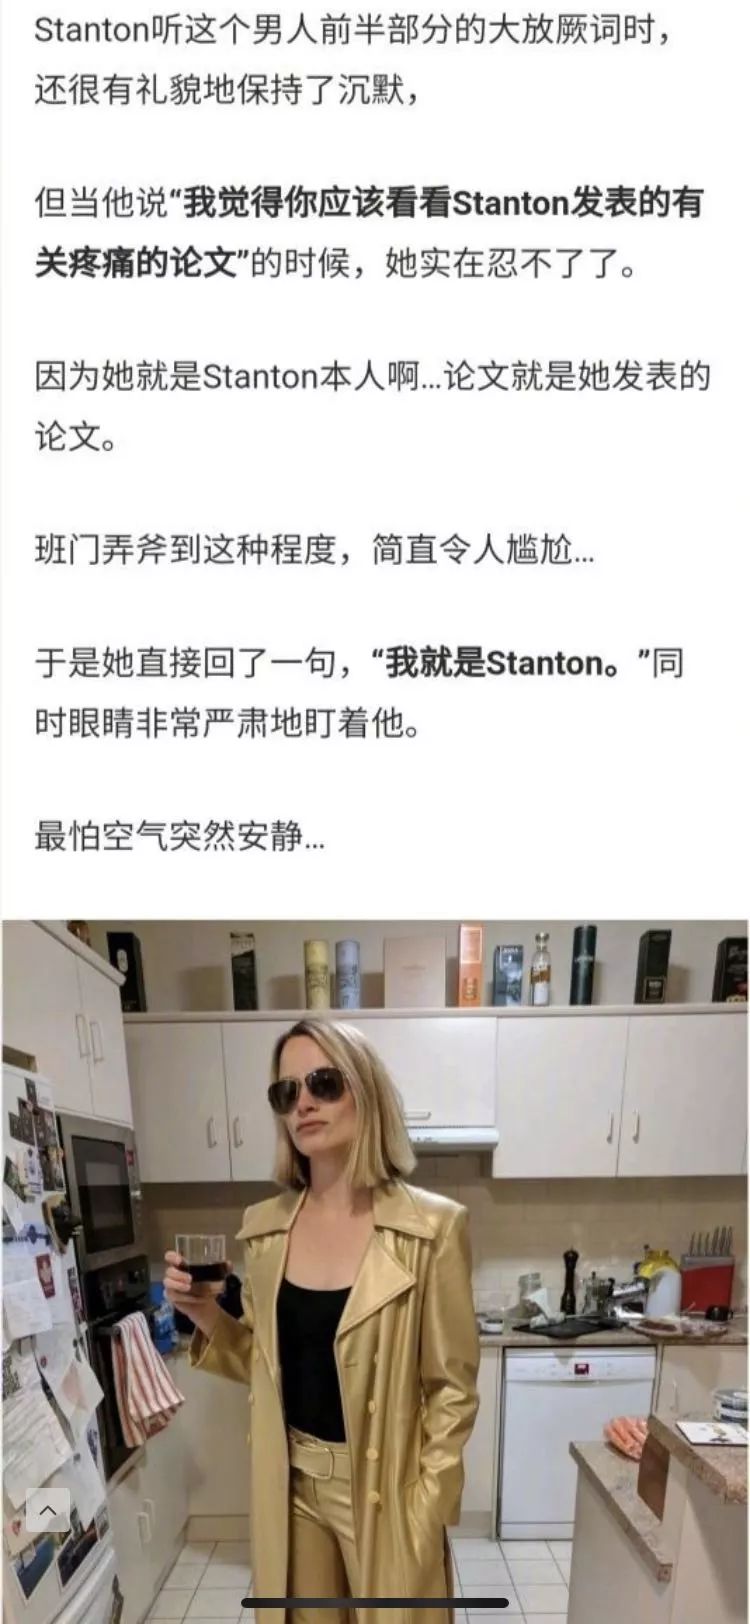 Stanton听这个男人前半部分的大放厥词时，
还很有礼貌地保持了沉默，
但当他说“我觉得你应该看看Stanton发表的有
关疼痛的论文”的时候，她实在忍不了了。
因为她就是Stanton本人啊...论文就是她发表的
论文。
班门弄斧到这种程度，简直令人尴尬...
于是她直接回了一句，“我就是Stanton。”同
时眼睛非常严肃地盯着他。
最怕空气突然安静...